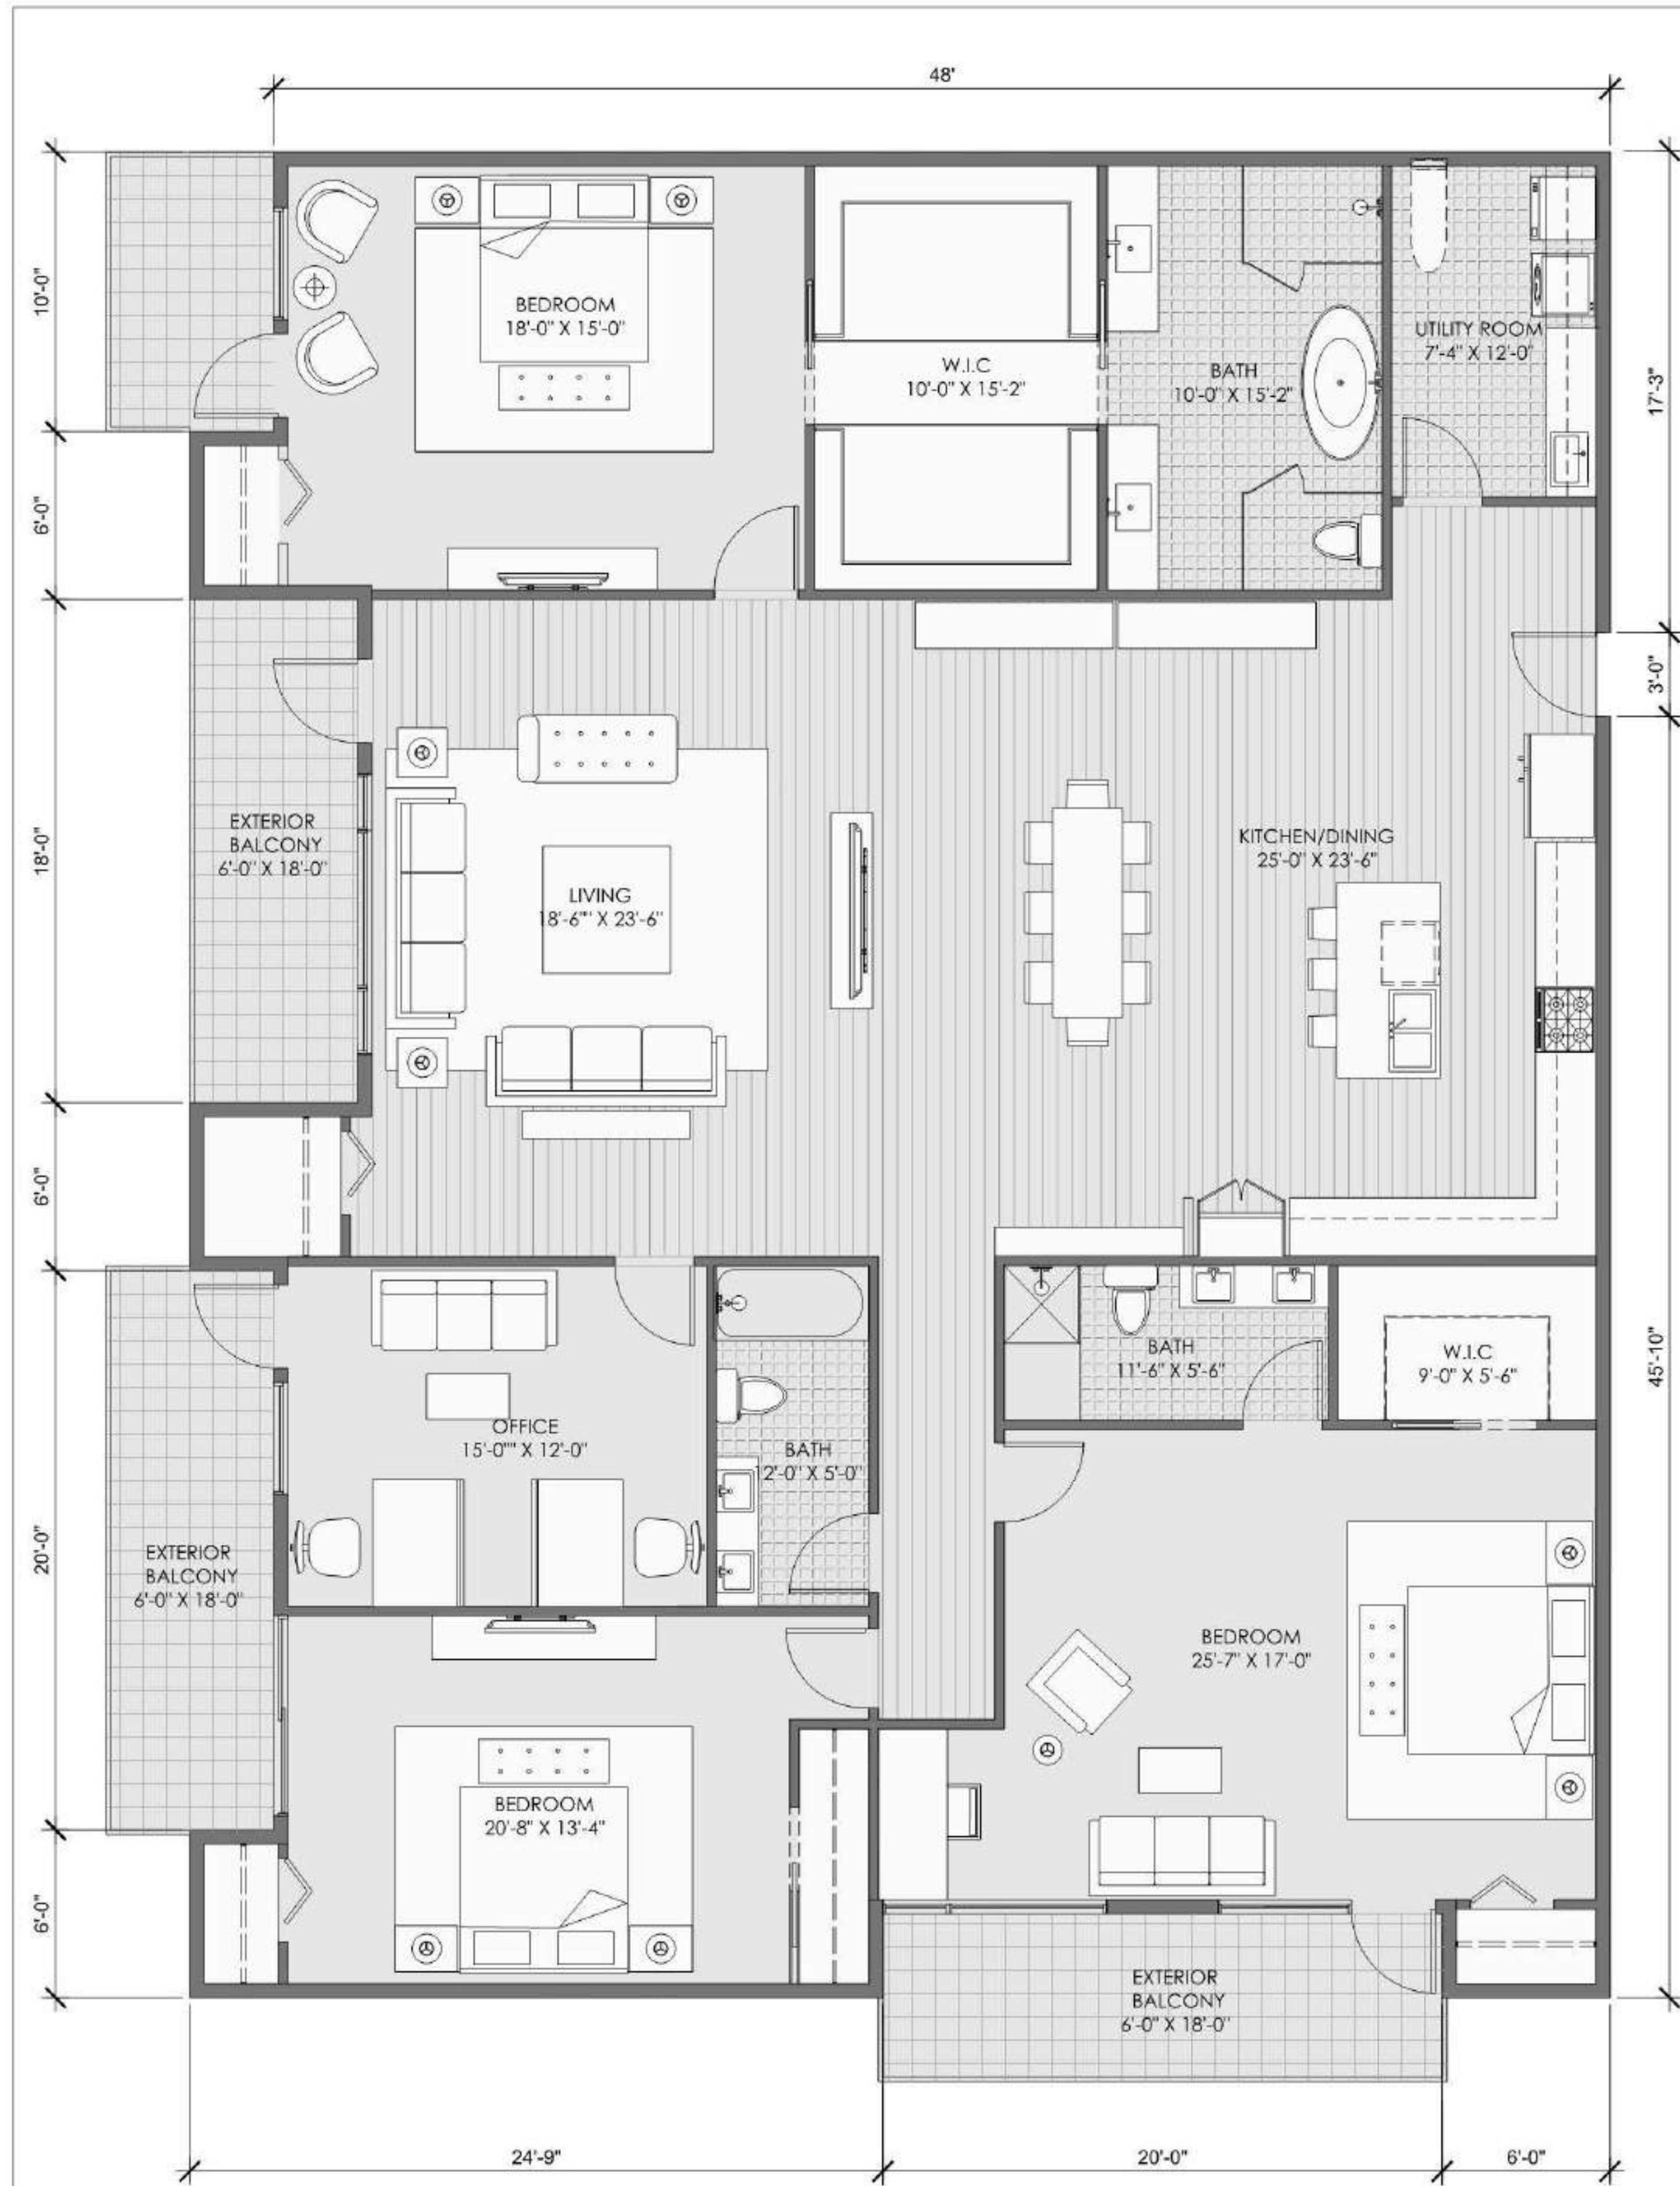 48'
10'-0"
6'-0"
18'-0"
6'-0"
20'-0"
6'-0"
BEDROOM
18'-0" X 15'-0"
W.I.C
10'-0" X 15'-2"
BATH
10'-0" X 15'-2"
UTILITY ROOM
7'-4" X 12'-0"
17'-3"
3'-0"
EXTERIOR
BALCONY
6'-0" X 18'-0"
LIVING
18'-6"" X 23'-6"
KITCHEN/DINING
25'-0" X 23'-6"
45'-10"
OFFICE
15'-0"" X 12'-0"
BATH
12'-0" X 5'-0"
BATH
11'-6" X 5'-6"
W.I.C
9'-0" X 5'-6"
EXTERIOR
BALCONY
6'-0" X 18'-0"
BEDROOM
25'-7" X 17'-0"
BEDROOM
20'-8" X 13'-4"
EXTERIOR
BALCONY
6'-0" X 18'-0"
24'-9"
20'-0"
6'-0"